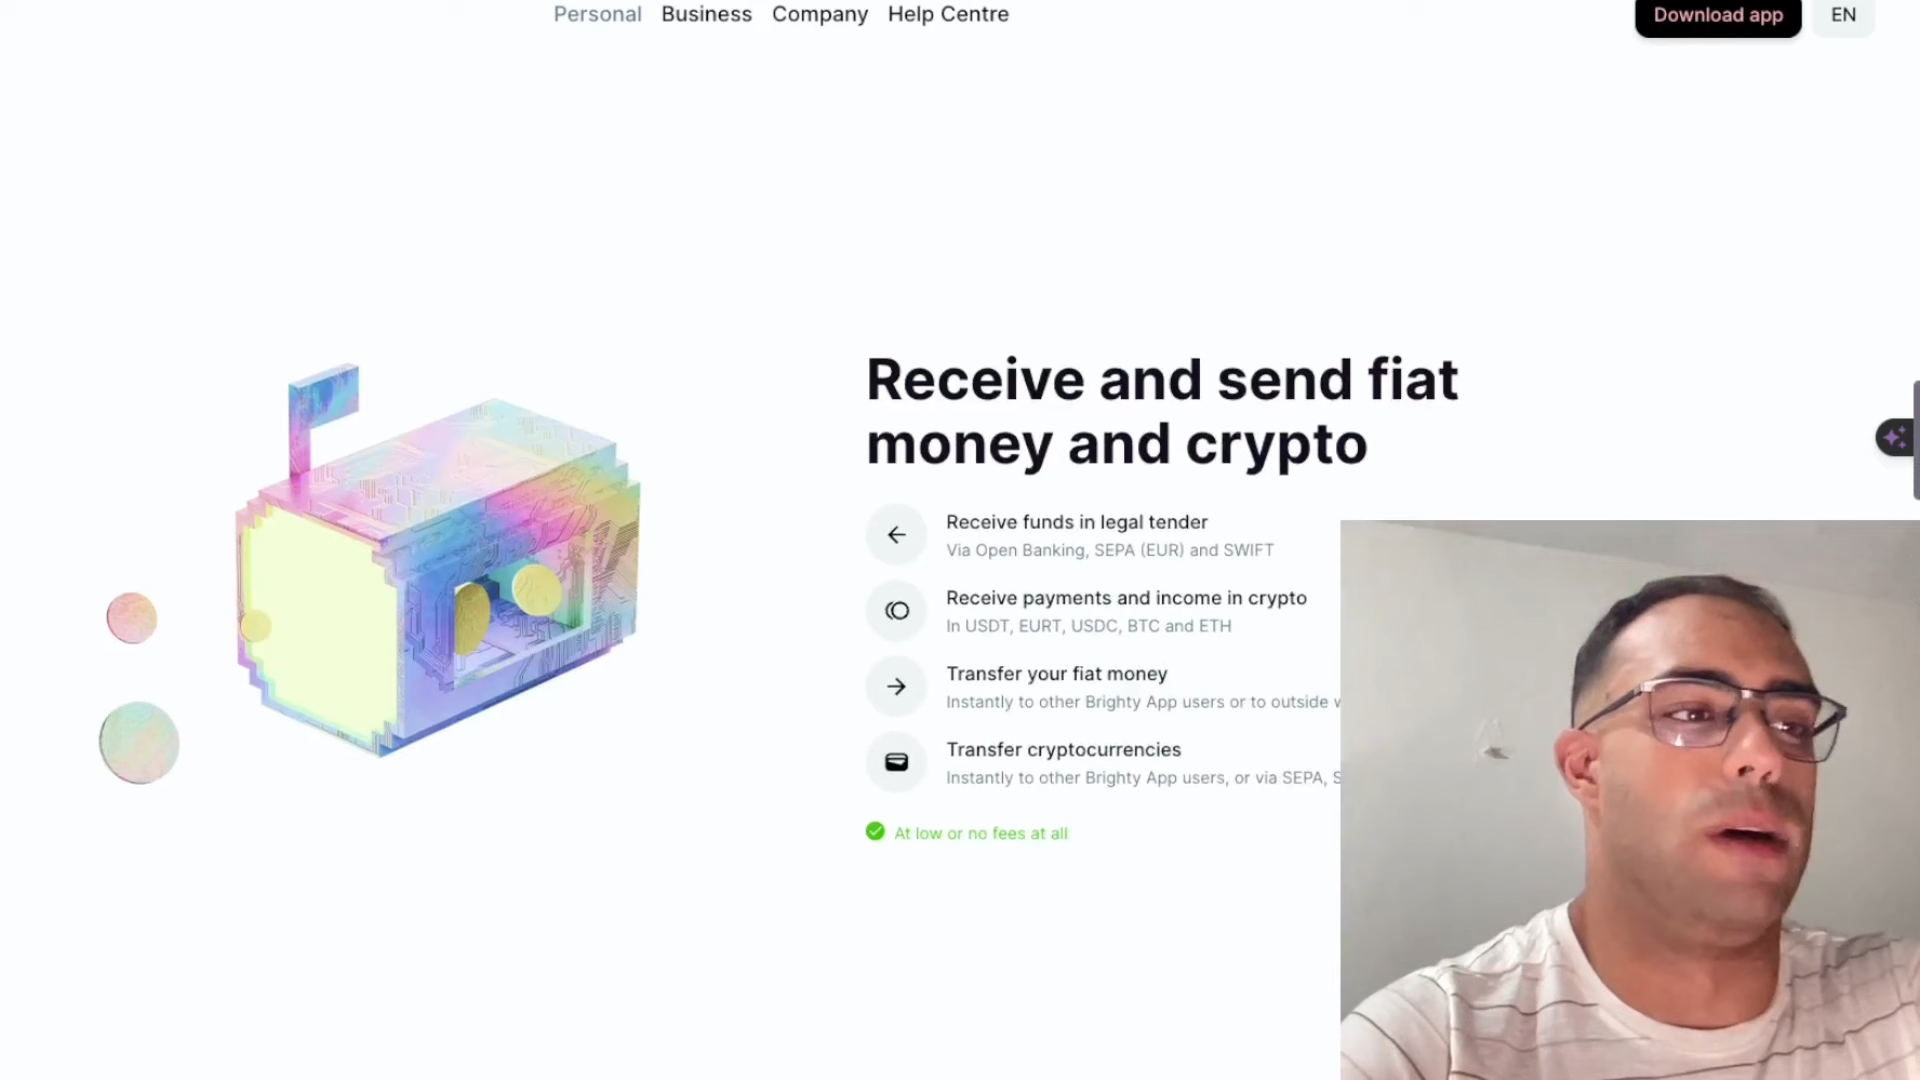 Personal Business Company Help Centre
Download app EN
Receive and send fiat
money and crypto
Receive funds in legal tender
Via Open Banking, SEPA (EUR) and SWIFT
Receive payments and income in crypto
In USDT, EURT, USDC, BTC and ETH
Transfer your fiat money
Instantly to other Brighty App users or to outside
Transfer cryptocurrencies
Instantly to other Brighty App users, or via SEPA,
At low or no fees at all